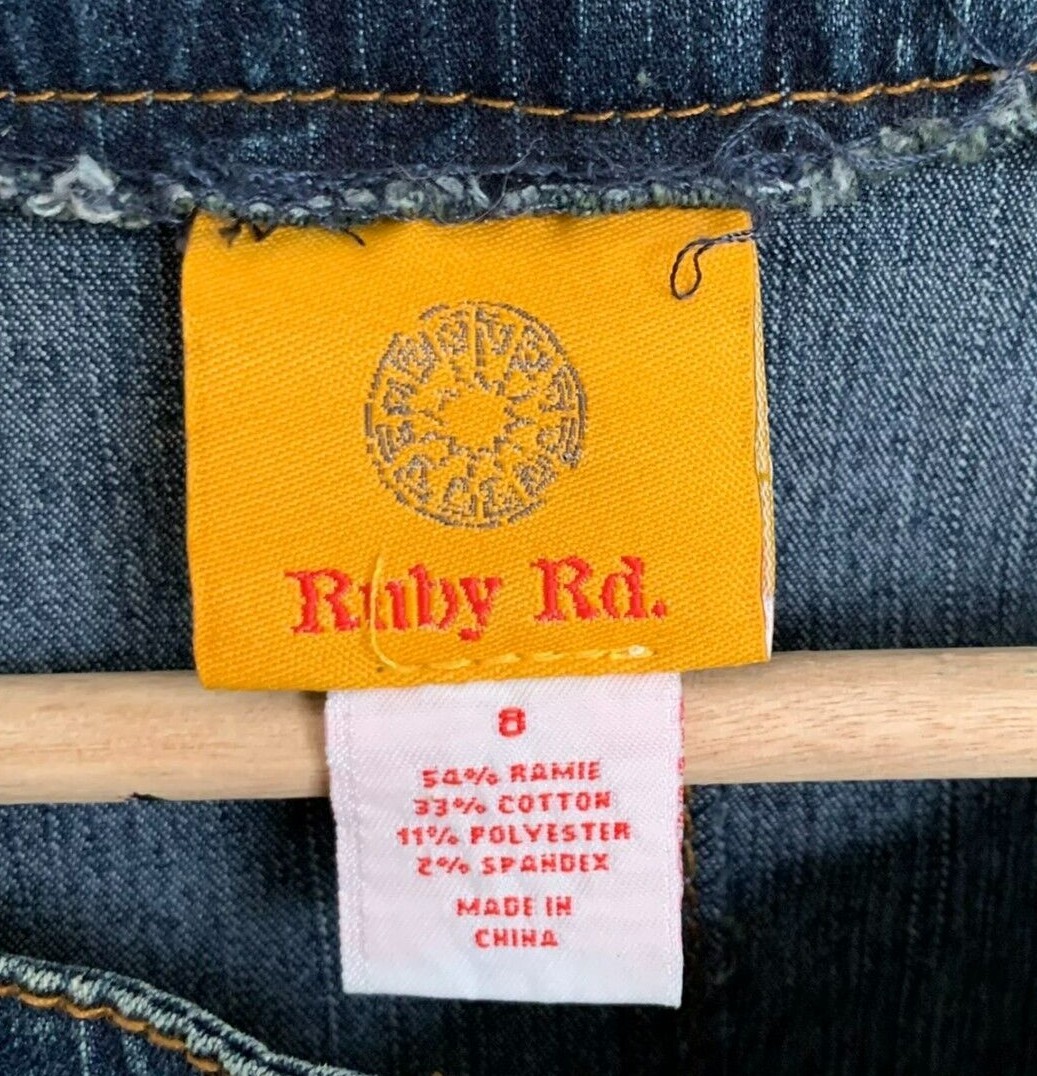 Ruby Rd.
8
54% RAMIE
33% COTTON
11% POLYESTER
2% SPANDEX
MADE IN
CHINA